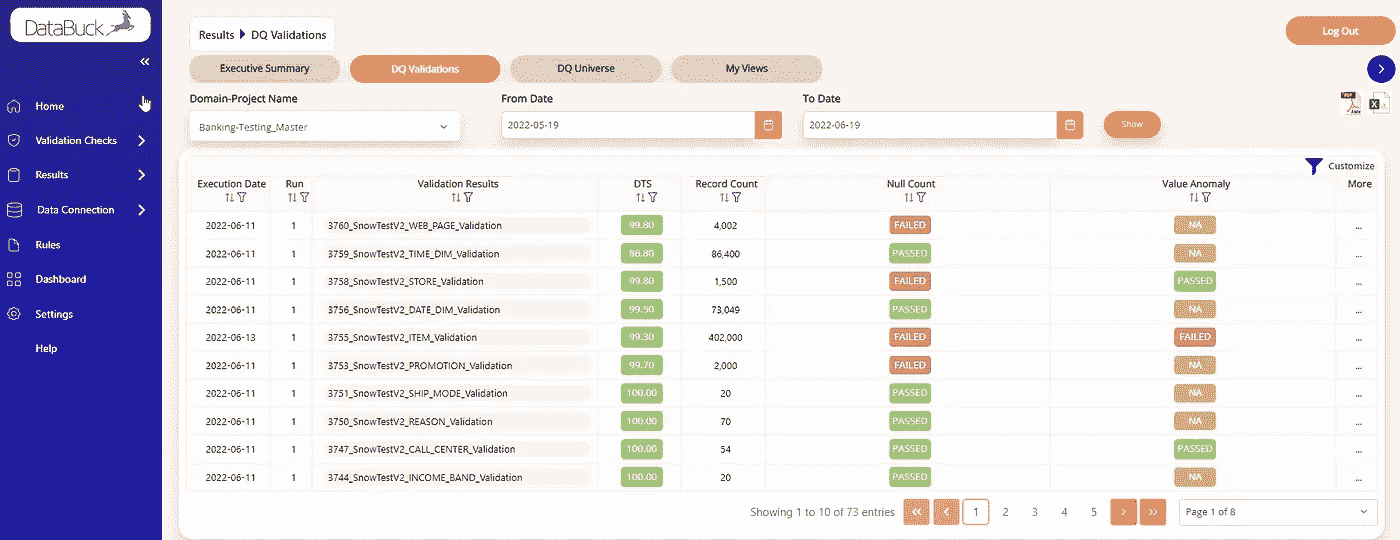 DataBuck
«
Home
Validation Checks
Results
Data Connection
Rules
Dashboard
Settings
Help
Results DQ Validations
Log Out
Executive Summary DQ Validations DQ Universe My Views
Domain-Project Name From Date To Date
Banking-Testing_Master 2022-05-19 2022-06-19 Show
Customize
Execution Date Run Validation Results DTS Record Count Null Count Value Anomaly More
2022-06-11 1 3760_SnowTestV2_WEB_PAGE_Validation 99.80 4,002 FAILED NA ...
2022-06-11 1 3759_SnowTestV2_TIME_DIM_Validation 86.80 86,400 PASSED NA ...
2022-06-11 1 3758_SnowTestV2_STORE_Validation 99.80 1,500 FAILED PASSED ...
2022-06-11 1 3756_SnowTestV2_DATE_DIM_Validation 99.50 73,049 PASSED NA ...
2022-06-13 1 3755_SnowTestV2_ITEM_Validation 99.30 402,000 FAILED FAILED ...
2022-06-11 1 3753_SnowTestV2_PROMOTION_Validation 99.70 2,000 FAILED NA ...
2022-06-11 1 3751_SnowTestV2_SHIP_MODE_Validation 100.00 20 PASSED NA ...
2022-06-11 1 3750_SnowTestV2_REASON_Validation 100.00 70 PASSED NA ...
2022-06-11 1 3747_SnowTestV2_CALL_CENTER_Validation 100.00 54 PASSED PASSED ...
2022-06-11 1 3744_SnowTestV2_INCOME_BAND_Validation 100.00 20 PASSED NA ...
Showing 1 to 10 of 73 entries « ‹ 1 2 3 4 5 › » Page 1 of 8